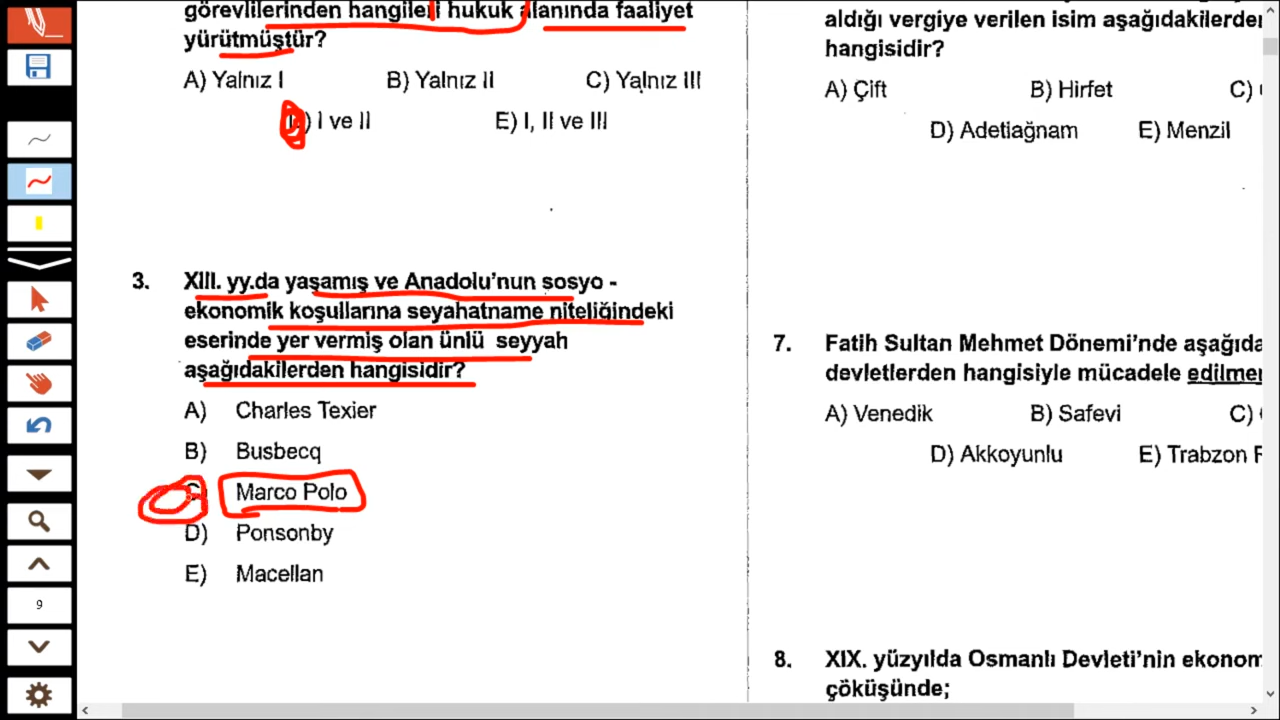 görevlilerinden hangileri hukuk alanında faaliyet
yürütmüştür?
A) Yalnız I B) Yalnız II C) Yalnız III
D) I ve II E) I, II ve III
3. XIII. yy.da yaşamış ve Anadolu'nun sosyo -
ekonomik koşullarına seyahatname niteliğindeki
eserinde yer vermiş olan ünlü seyyah
aşağıdakilerden hangisidir?
A) Charles Texier
B) Busbecq
C) Marco Polo
D) Ponsonby
E) Macellan
aldığı vergiye verilen isim aşağıdakilerde
hangisidir?
A) Çift B) Hirfet C)
D) Adetiağnam E) Menzil
7. Fatih Sultan Mehmet Dönemi'nde aşağıda
devletlerden hangisiyle mücadele edilme
A) Venedik B) Safevi C)
D) Akkoyunlu E) Trabzon
8. XIX. yüzyılda Osmanlı Devleti'nin ekonom
çöküşünde;
9